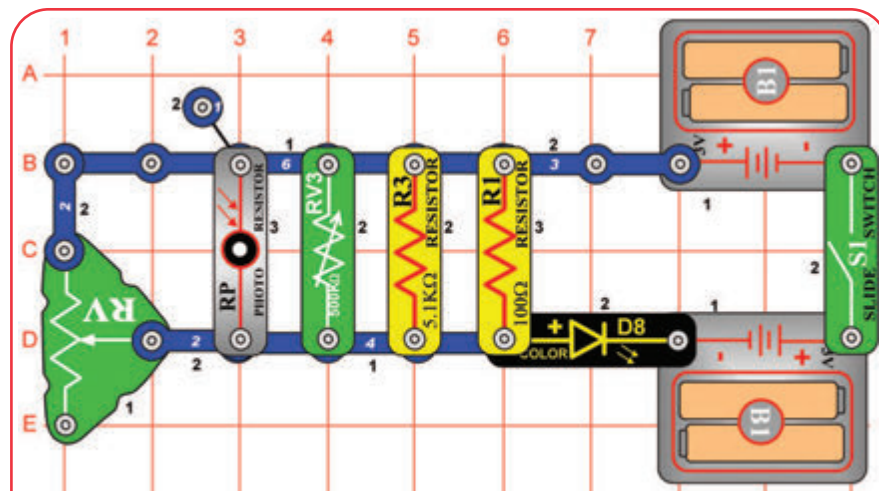 1 2 3 4 5 6 7
A
B1
2 1
B
1
6
2
3
3V
+ -
2
2
RESISTOR
PHOTO
RP
3
RV3
500KΩ
2
R3
RESISTOR
5.1KΩ
2
R1
RESISTOR
100Ω
3
1
C
RV
S1
SLIDE SWITCH
2
D
2
2
4
1
+ D8
COLOR
2
1
- +
3V
E
1
B1